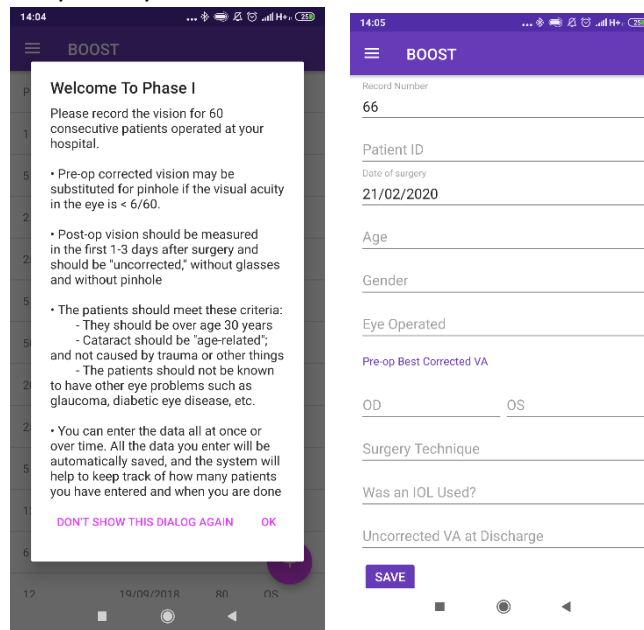 14:04
... H+ 25
BOOST
Welcome To Phase I
Please record the vision for 60
consecutive patients operated at your
hospital.
• Pre-op corrected vision may be
substituted for pinhole if the visual acuity
in the eye is < 6/60.
• Post-op vision should be measured
in the first 1-3 days after surgery and
should be "uncorrected," without glasses
and without pinhole
• The patients should meet these criteria:
- They should be over age 30 years
- Cataract should be "age-related";
and not caused by trauma or other things
- The patients should not be known
to have other eye problems such as
glaucoma, diabetic eye disease, etc.
• You can enter the data all at once or
over time. All the data you enter will be
automatically saved, and the system will
help to keep track of how many patients
you have entered and when you are done
DON'T SHOW THIS DIALOG AGAIN OK
12 19/09/2018 80 OS
14:05
... H+ 25
BOOST
Record Number
66
Patient ID
Date of surgery
21/02/2020
Age
Gender
Eye Operated
Pre-op Best Corrected VA
OD OS
Surgery Technique
Was an IOL Used?
Uncorrected VA at Discharge
SAVE